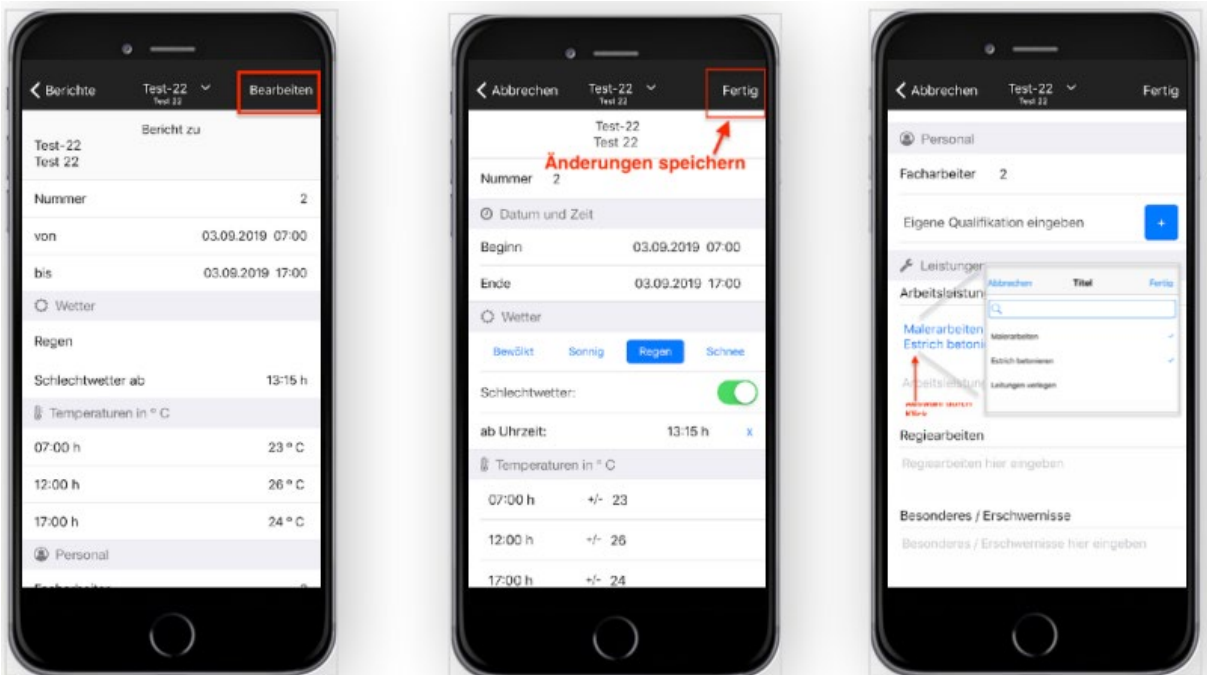 Berichte
Test-22
Bearbeiten
Test 22
Bericht zu
Test-22
Test 22
Nummer 2
von 03.09.2019 07:00
bis 03.09.2019 17:00
Wetter
Regen
Schlechtwetter ab 13:15 h
Temperaturen in ° C
07:00 h 23 ° C
12:00 h 26 ° C
17:00 h 24 ° C
Personal
Abbrechen
Test-22
Fertig
Test 22
Test-22
Test 22
Änderungen speichern
Nummer 2
Datum und Zeit
Beginn 03.09.2019 07:00
Ende 03.09.2019 17:00
Wetter
Bewölkt Sonnig Regen Schnee
Schlechtwetter:
ab Uhrzeit: 13:15 h x
Temperaturen in ° C
07:00 h +/- 23
12:00 h +/- 26
17:00 h +/- 24
Abbrechen
Test-22
Fertig
Test 22
Personal
Facharbeiter 2
Eigene Qualifikation eingeben +
Leistungen
Arbeitsleistun
Malerarbeiten
Estrich betoni
Arbeitsleistung
Abbrechen Titel Fertig
Malerarbeiten
Estrich betonieren
Leitungen verlegen
Regiearbeiten
Regiearbeiten hier eingeben
Besonderes / Erschwernisse
Besonderes / Erschwernisse hier eingeben